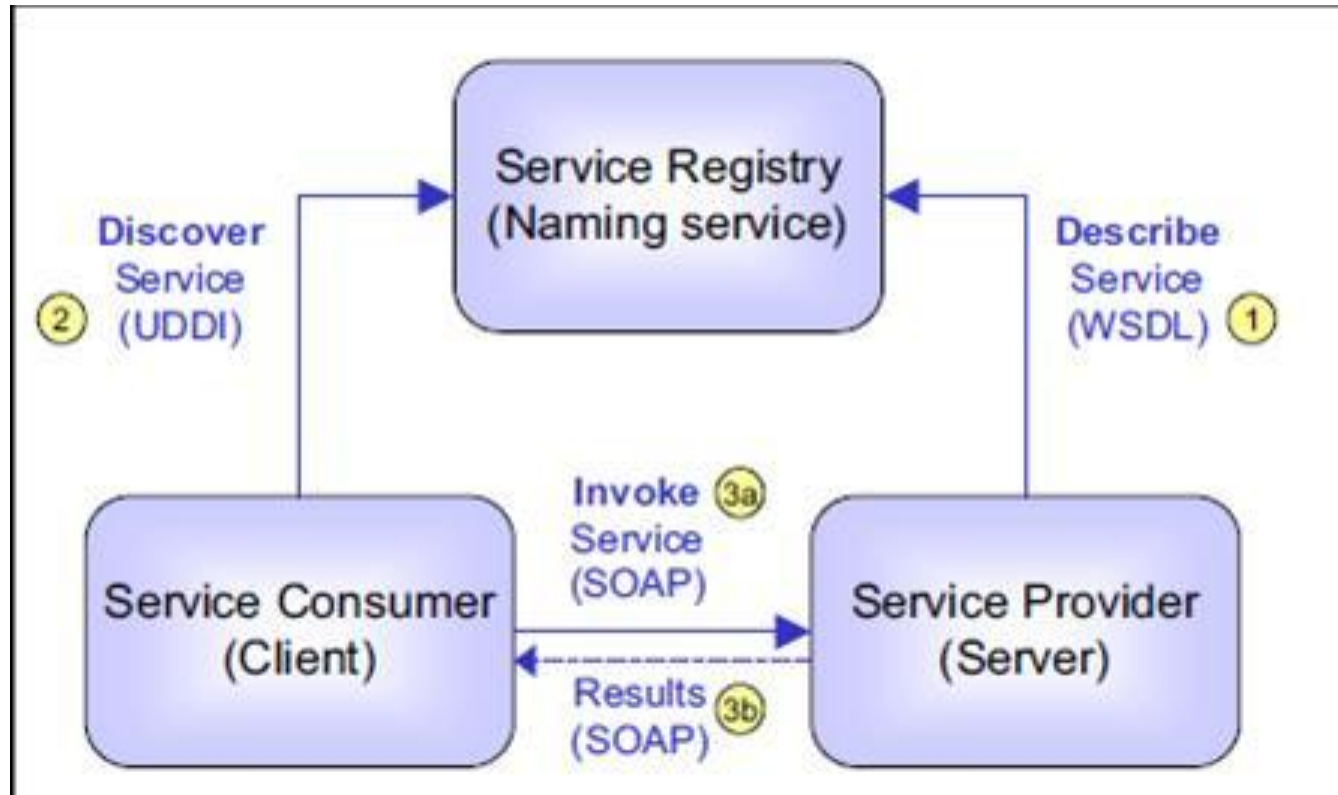 Service Registry
(Naming service)
Discover
Service
(UDDI)
2
Describe
Service
(WSDL)
1
Invoke 3a
Service
(SOAP)
Service Consumer
(Client)
Service Provider
(Server)
Results 3b
(SOAP)